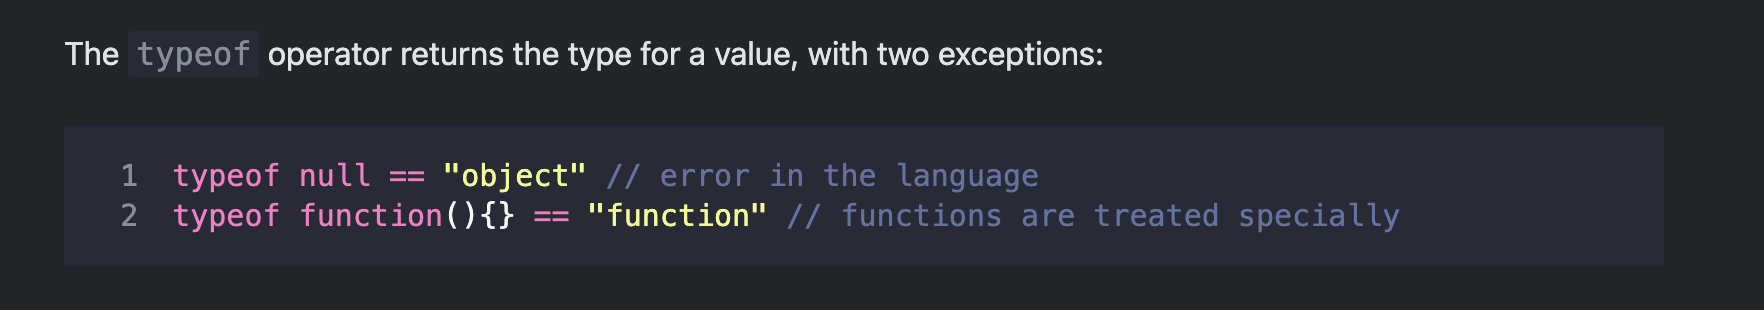 The typeof operator returns the type for a value, with two exceptions:
1 typeof null == "object" // error in the language
2 typeof function(){} == "function" // functions are treated specially